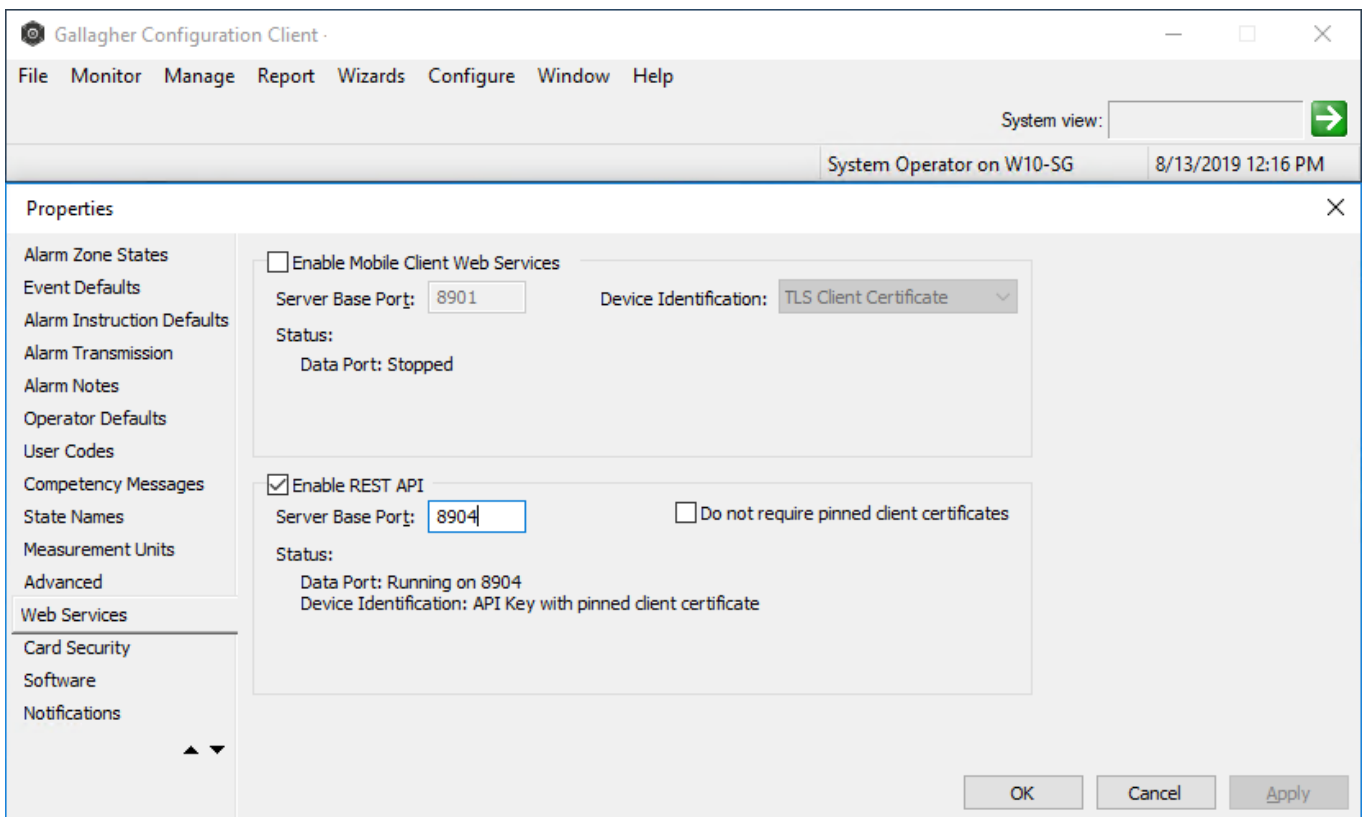 Gallagher Configuration Client -
File Monitor Manage Report Wizards Configure Window Help
System view:
System Operator on W10-SG 8/13/2019 12:16 PM
Properties
Alarm Zone States
Event Defaults
Alarm Instruction Defaults
Alarm Transmission
Alarm Notes
Operator Defaults
User Codes
Competency Messages
State Names
Measurement Units
Advanced
Web Services
Card Security
Software
Notifications
Enable Mobile Client Web Services
Server Base Port: 8901 Device Identification: TLS Client Certificate
Status:
Data Port: Stopped
Enable REST API
Server Base Port: 8904 Do not require pinned client certificates
Status:
Data Port: Running on 8904
Device Identification: API Key with pinned client certificate
OK Cancel Apply